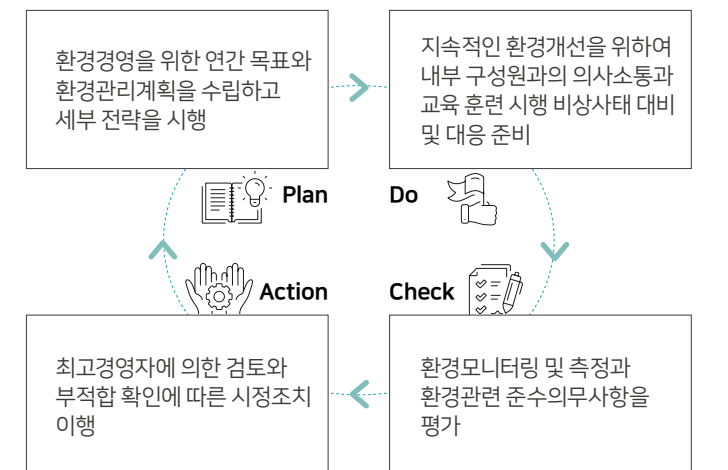 환경경영을 위한 연간 목표와
환경관리계획을 수립하고
세부 전략을 시행
지속적인 환경개선을 위하여
내부 구성원과의 의사소통과
교육 훈련 시행 비상사태 대비
및 대응 준비
Plan
Do
Action
Check
최고경영자에 의한 검토와
부적합 확인에 따른 시정조치
이행
환경모니터링 및 측정과
환경관련 준수의무사항을
평가